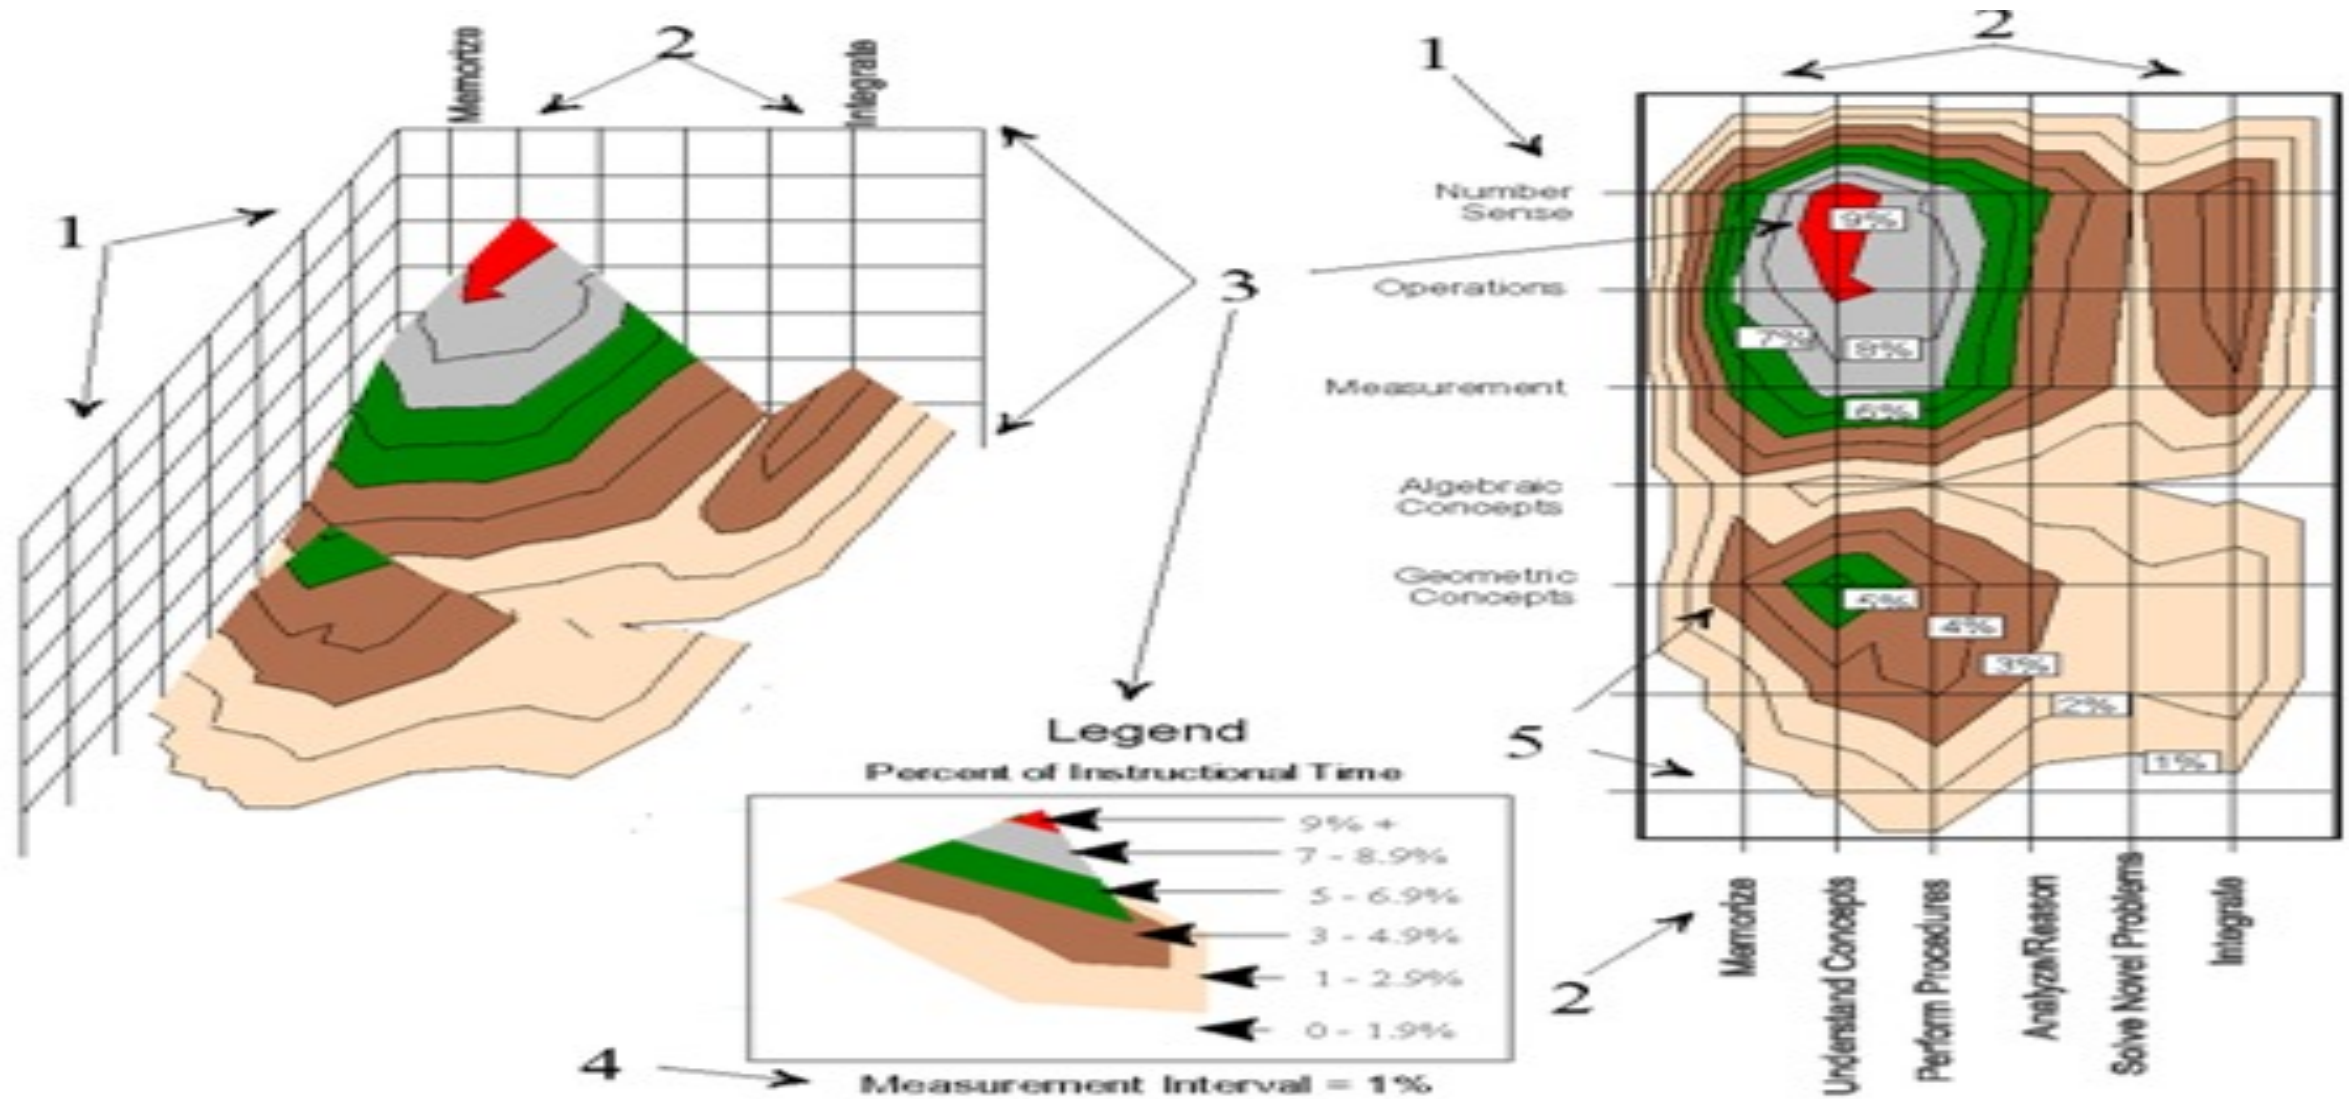 Memorize
2
Integrate
1
3
Legend
Percent of Instructional Time
9% +
7 - 8.9%
5 - 6.9%
3 - 4.9%
1 - 2.9%
0 - 1.9%
4
Measurement Interval = 1%
1
2
Number
Sense
Operations
Measurement
Algebraic
Concepts
Geometric
Concepts
9%
7%
8%
6%
5%
4%
3%
2%
1%
5
2
Memorize
Understand Concepts
Perform Procedures
Analyze/Reason
Solve Novel Problems
Integrate